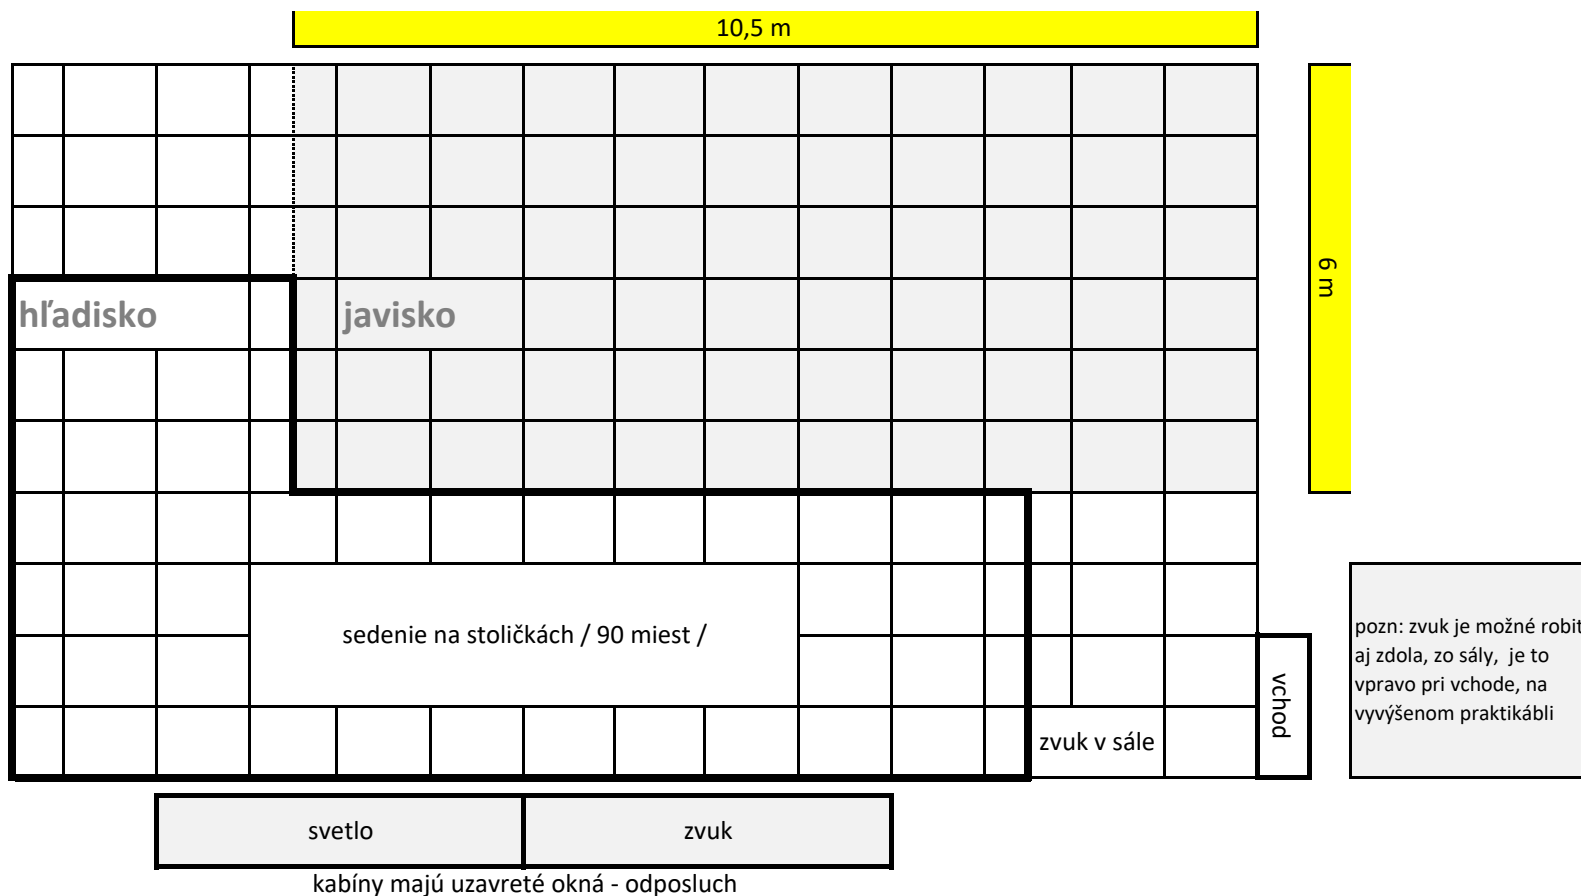 10,5 m
6 m
hľadisko
javisko
sedenie na stoličkách / 90 miest /
pozn: zvuk je možné robiť
aj zdola, zo sály, je to
vpravo pri vchode, na
vyvýšenom praktikábli
vchod
zvuk v sále
svetlo
zvuk
kabíny majú uzavreté okná - odposluch